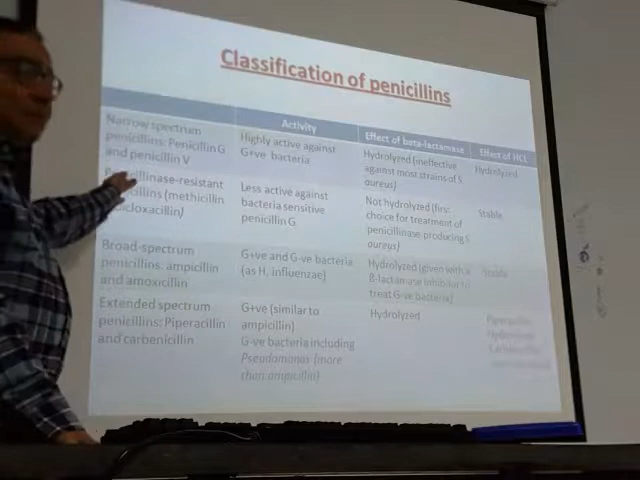 Classification of penicillins
Activity
Effect of beta-lactamase
Effect of HCL
Narrow spectrum
penicillins: Penicillin G
and penicillin V
Highly active against
G+ve bacteria
Hydrolyzed (ineffective
against most strains of S.
aureus)
Hydrolyzed
(methicillin
dicloxacillin)
Less active against
bacteria sensitive
penicillin G
Not hydrolyzed (first
choice for treatment of
penicillinase producing S
aureus)
Stable
Broad-spectrum
penicillins: ampicillin
and amoxicillin
G+ve and G-ve bacteria
(as H. influenzae)
Hydrolyzed (given with a
ß-lactamase inhibitor to
treat G-ve bacteria)
Stable
Extended spectrum
penicillins: Piperacillin
and carbenicillin
G+ve (similar to
ampicillin)
G-ve bacteria including
Pseudomonas (more
than ampicillin)
Hydrolyzed